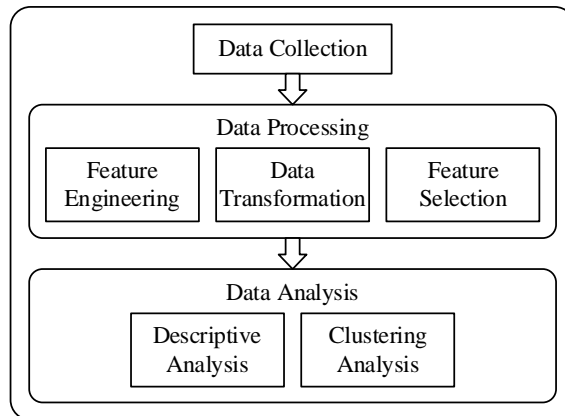 Data Collection
Data Processing
Feature
Engineering
Data
Transformation
Feature
Selection
Data Analysis
Descriptive
Analysis
Clustering
Analysis